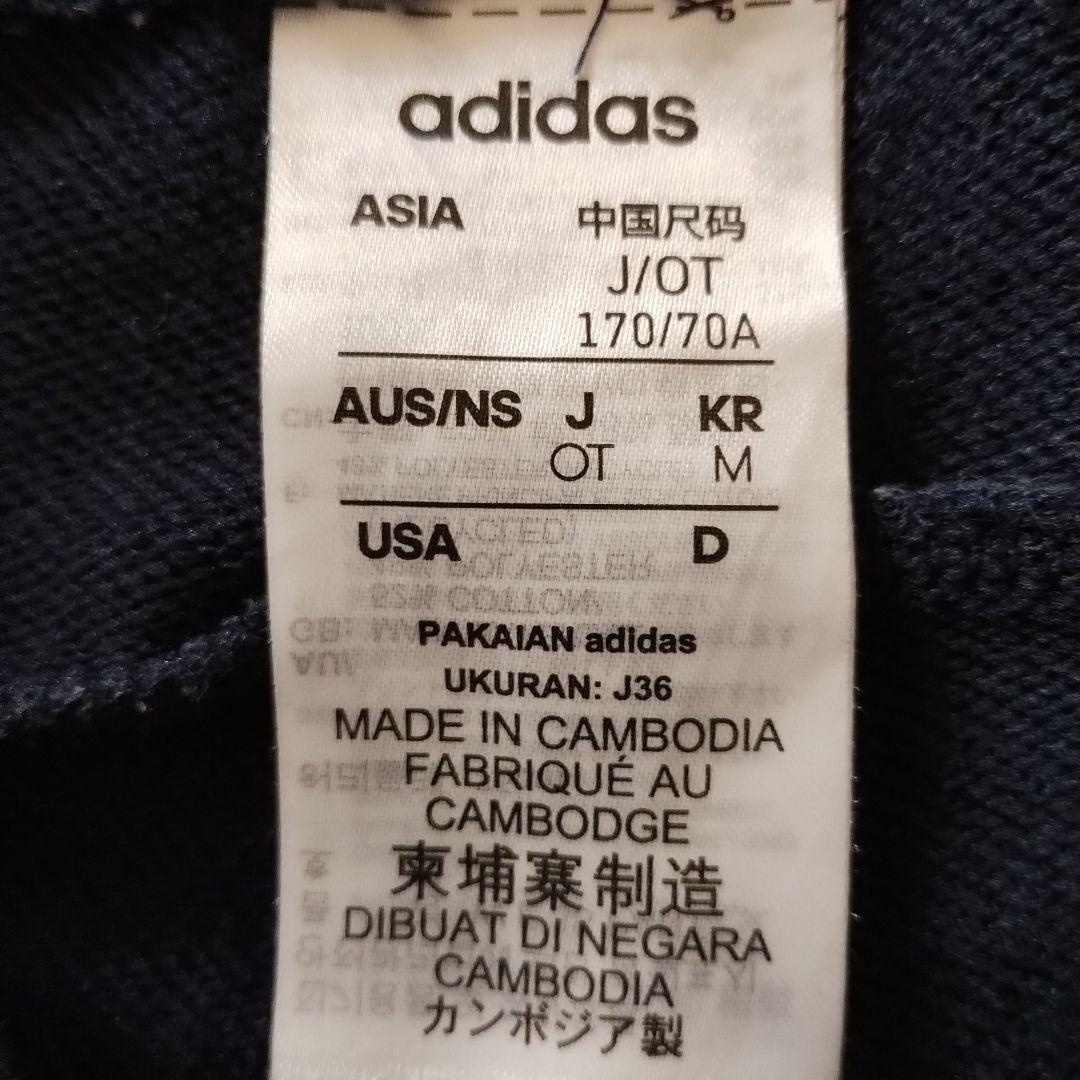 adidas
ASIA 中国尺码
J/OT
170/70A
AUS/NS J KR
OT M
USA D
PAKAIAN adidas
UKURAN: J36
MADE IN CAMBODIA
FABRIQUÉ AU
CAMBODGE
柬埔寨制造
DIBUAT DI NEGARA
CAMBODIA
カンボジア製